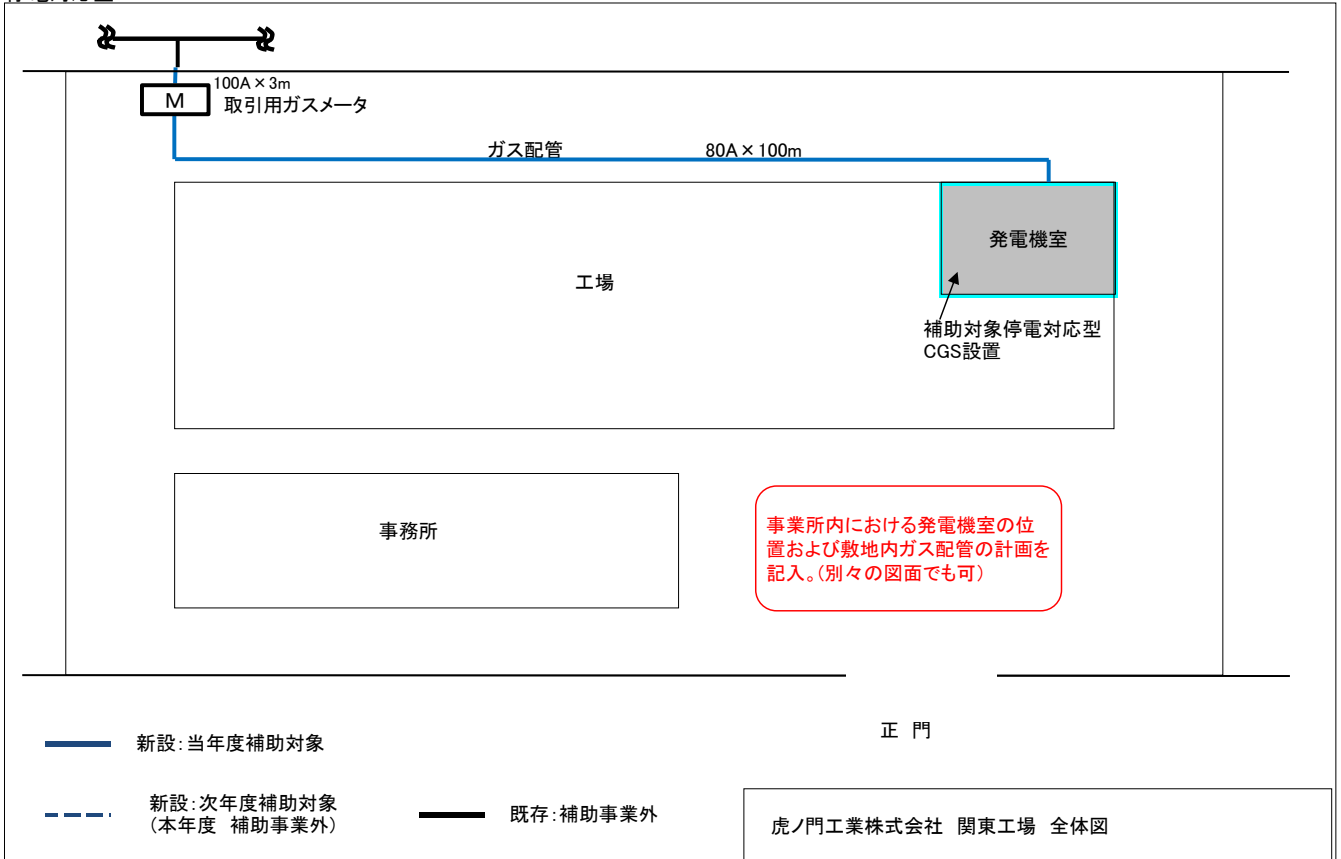 100A×3m
M
取引用ガスメータ
ガス配管
80A×100m
発電機室
工場
補助対象停電対応型
CGS設置
事務所
事業所内における発電機室の位
置および敷地内ガス配管の計画を
記入。(別々の図面でも可)
正 門
新設:当年度補助対象
新設:次年度補助対象
(本年度 補助事業外)
既存:補助事業外
虎ノ門工業株式会社 関東工場 全体図